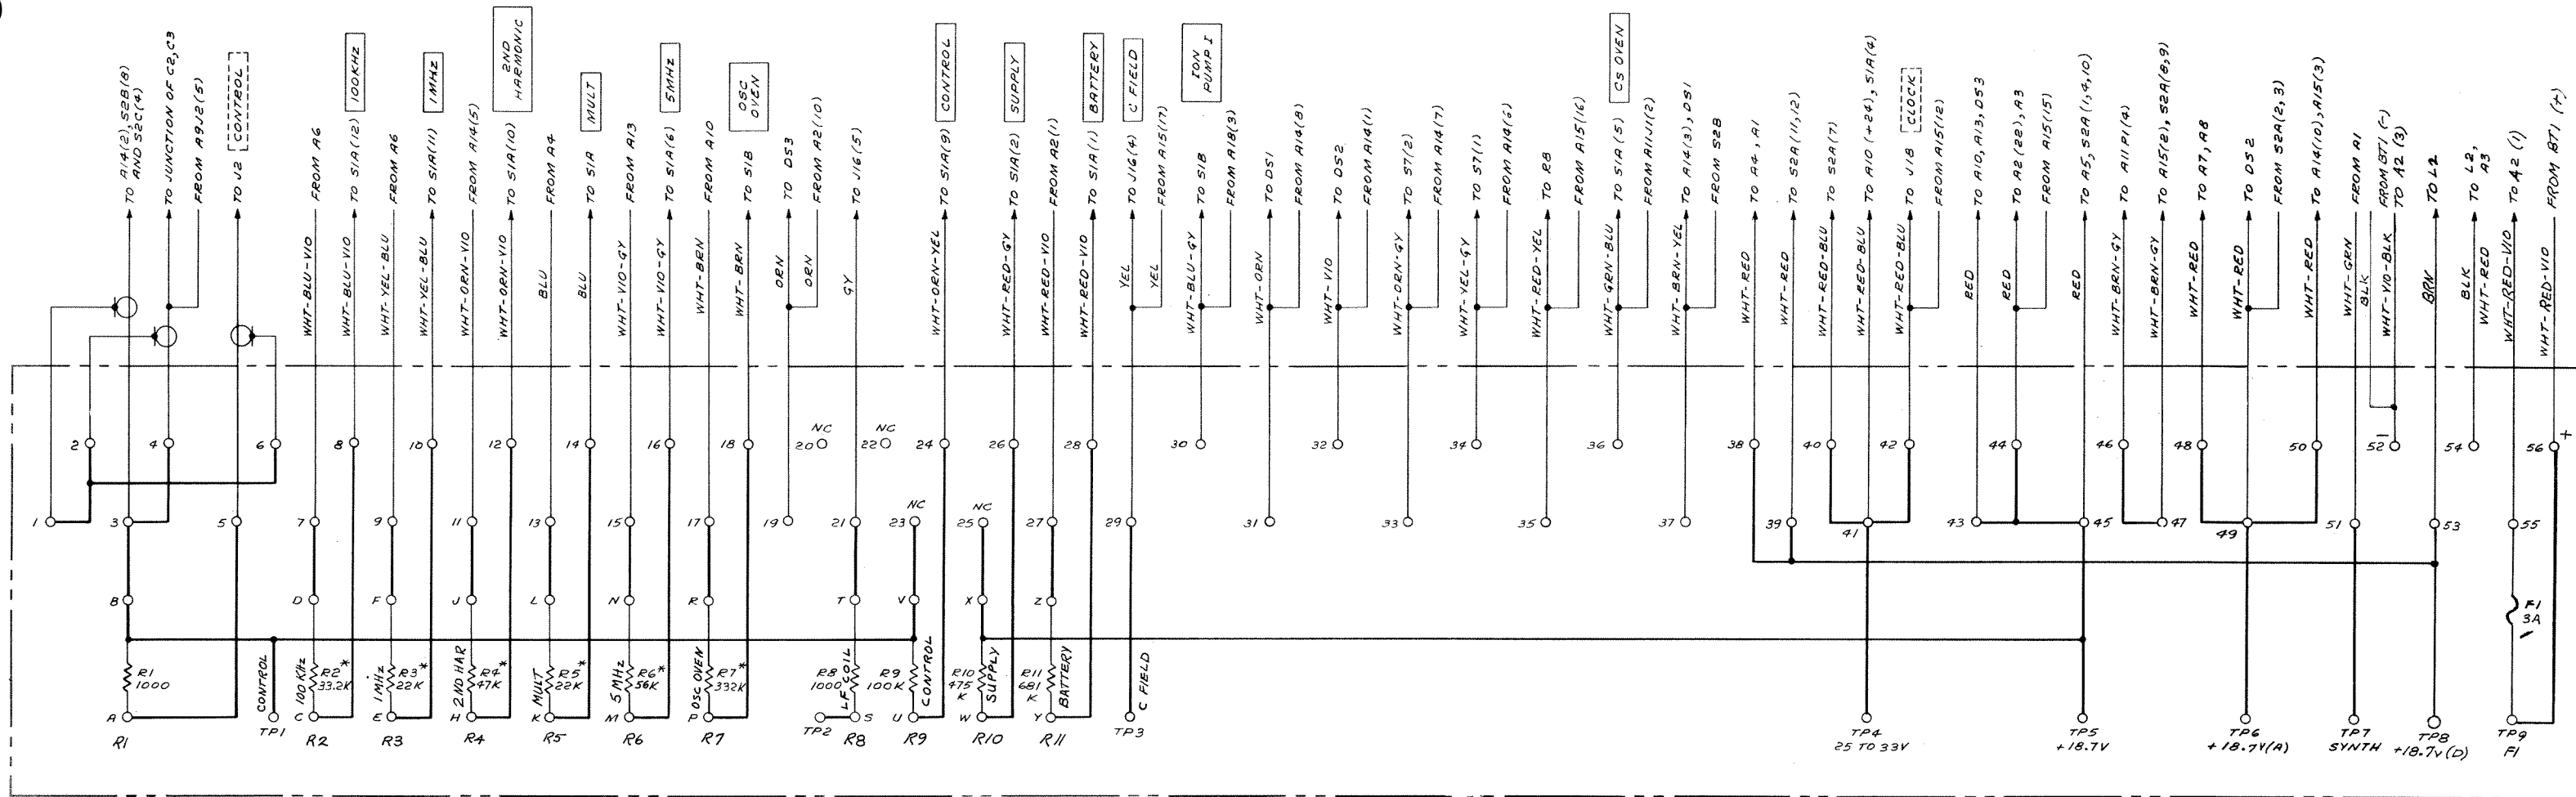 TO A14(2), S2B(8)
AND S2C(4)
TO JUNCTION OF C2, C3
FROM A9J2(5)
TO J2
CONTROL
FROM A6
100KHZ
TO S1A(12)
FROM A6
1MHZ
TO S1A(11)
FROM A14(5)
2ND
HARMONIC
TO S1A(10)
FROM A4
MULT
TO S1A
FROM A13
5MHZ
TO S1A(6)
FROM A10
OSC
OVEN
TO S1B
TO DS3
FROM A2(10)
TO J16(5)
CONTROL
TO S1A(9)
SUPPLY
TO S1A(2)
FROM A2(1)
BATTERY
TO S1A(1)
C FIELD
TO J16(4)
FROM A15(17)
ION
PUMP I
TO S1B
FROM A18(3)
TO DS1
FROM A14(8)
TO DS2
FROM A14(1)
TO S7(2)
FROM A14(7)
TO S7(1)
FROM A14(6)
TO R8
FROM A15(16)
CS OVEN
TO S1A(5)
FROM A11J1(2)
TO A14(3), DS1
FROM S2B
TO A4, A1
TO S2A(11,12)
TO S2A(7)
TO A10(+24), S1A(4)
CLOCK
TO J18
FROM A15(12)
TO A10, A13, DS3
TO A2(22), A3
FROM A15(15)
TO A5, S2A(1,4,10)
TO A11P1(4)
TO A15(2), S2A(8,9)
TO A7, A8
TO DS2
FROM S2A(2,3)
TO A14(10), A15(3)
FROM A1
FROM BT1(-)
TO A2 (3)
TO L2
TO L2,
A3
TO A2 (1)
FROM BT1 (+)
WHT-BLU-VIO
WHT-BLU-VIO
WHT-YEL-BLU
WHT-YEL-BLU
WHT-ORN-VIO
WHT-ORN-VIO
BLU
BLU
WHT-VIO-GY
WHT-VIO-GY
WHT-BRN
WHT-BRN
ORN
ORN
GY
WHT-ORN-YEL
WHT-RED-GY
WHT-RED-VIO
WHT-RED-VIO
YEL
YEL
WHT-BLU-GY
WHT-ORN
WHT-VIO
WHT-ORN-GY
WHT-YEL-GY
WHT-RED-YEL
WHT-GRN-BLU
WHT-BRN-YEL
WHT-RED
WHT-RED
WHT-RED-BLU
WHT-RED-BLU
WHT-RED-BLU
RED
RED
RED
WHT-BRN-GY
WHT-BRN-GY
WHT-RED
WHT-RED
WHT-RED
WHT-GRN
BLK
WHT-VIO-BLK
BRN
BLK
WHT-RED
WHT-RED-VIO
WHT-RED-VIO
2 4 6 8 10 12 14 16 18 20 NC 22 NC 24 26 28 30 32 34 36 38 40 42 44 46 48 50 52 - 54 56 +
1 3 5 7 9 11 13 15 17 19 21 23 NC 25 NC 27 29 31 33 35 37 39 41 43 45 47 49 51 53 55
B D F J L N R T V X Z
F1
3A
R1
1000
CONTROL
100 KHz
R2*
33.2K
1MHz
R3*
22K
2ND HAR
R4*
47K
MULT
R5*
22K
5 MHz
R6*
56K
OSC OVEN
R7*
332K
R8
1000
LF COIL
R9
100K
CONTROL
R10
475
K
SUPPLY
R11
681
K
BATTERY
C FIELD
A C E H K M P S U W Y
R1 TP1 R2 R3 R4 R5 R6 R7 TP2 R8 R9 R10 R11 TP3
TP4
25 TO 33V
TP5
+18.7V
TP6
+18.7V(A)
TP7
SYNTH
TP8
+18.7V(D)
TP9
F1